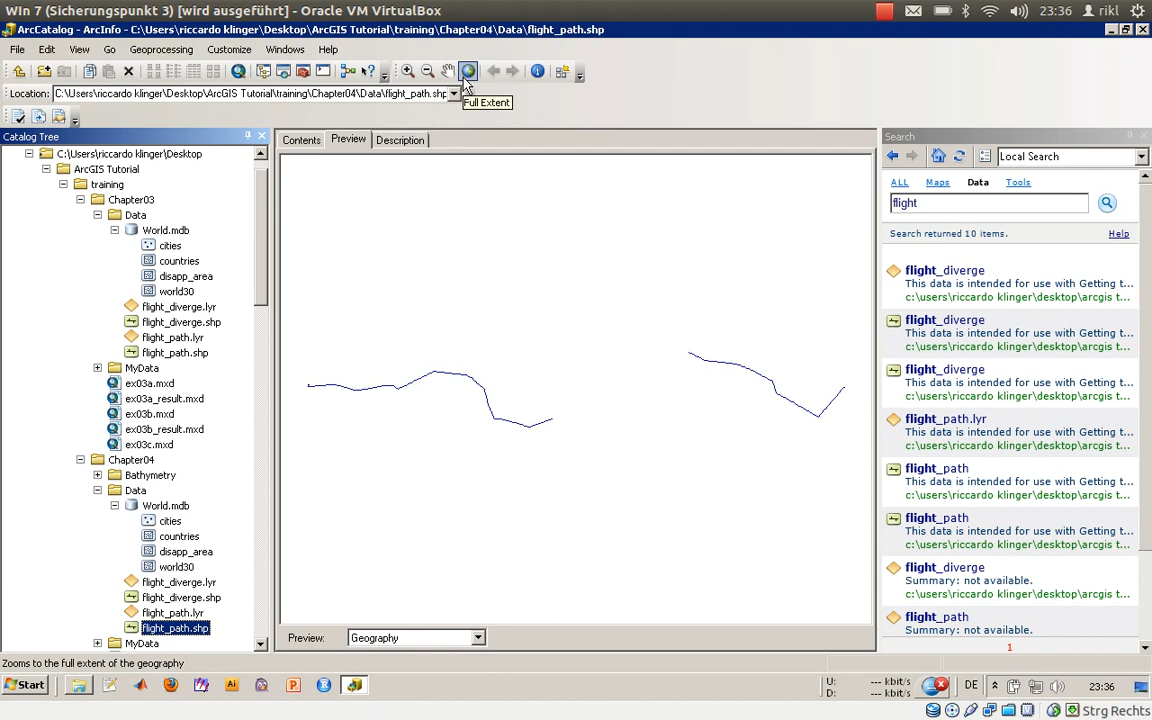 Win 7 (Sicherungspunkt 3) [wird ausgeführt] - Oracle VM VirtualBox
23:36
rikl
ArcCatalog - ArcInfo - C:\Users\riccardo klinger\Desktop\ArcGIS Tutorial\training\Chapter04\Data\flight_path.shp
File Edit View Go Geoprocessing Customize Windows Help
Location: C:\Users\riccardo klinger\Desktop\ArcGIS Tutorial\training\Chapter04\Data\flight_path.shp
Full Extent
Catalog Tree
C:\Users\riccardo klinger\Desktop
ArcGIS Tutorial
training
Chapter03
Data
World.mdb
cities
countries
disapp_area
world30
flight_diverge.lyr
flight_diverge.shp
flight_path.lyr
flight_path.shp
MyData
ex03a.mxd
ex03a_result.mxd
ex03b.mxd
ex03b_result.mxd
ex03c.mxd
Chapter04
Bathymetry
Data
World.mdb
cities
countries
disapp_area
world30
flight_diverge.lyr
flight_diverge.shp
flight_path.lyr
flight_path.shp
MyData
Contents Preview Description
Preview: Geography
Search
Local Search
ALL Maps Data Tools
flight
Search returned 10 items. Help
flight_diverge
This data is intended for use with Getting t...
c:\users\riccardo klinger\desktop\arcgis t...
flight_diverge
This data is intended for use with Getting t...
c:\users\riccardo klinger\desktop\arcgis t...
flight_diverge
This data is intended for use with Getting t...
c:\users\riccardo klinger\desktop\arcgis t...
flight_path.lyr
This data is intended for use with Getting t...
c:\users\riccardo klinger\desktop\arcgis t...
flight_path
This data is intended for use with Getting t...
c:\users\riccardo klinger\desktop\arcgis t...
flight_path
This data is intended for use with Getting t...
c:\users\riccardo klinger\desktop\arcgis t...
flight_diverge
Summary: not available.
c:\users\riccardo klinger\desktop\arcgis t...
flight_path
Summary: not available.
1
Zooms to the full extent of the geography
Start
U: --- kbit/s
D: --- kbit/s
DE
23:36
Strg Rechts